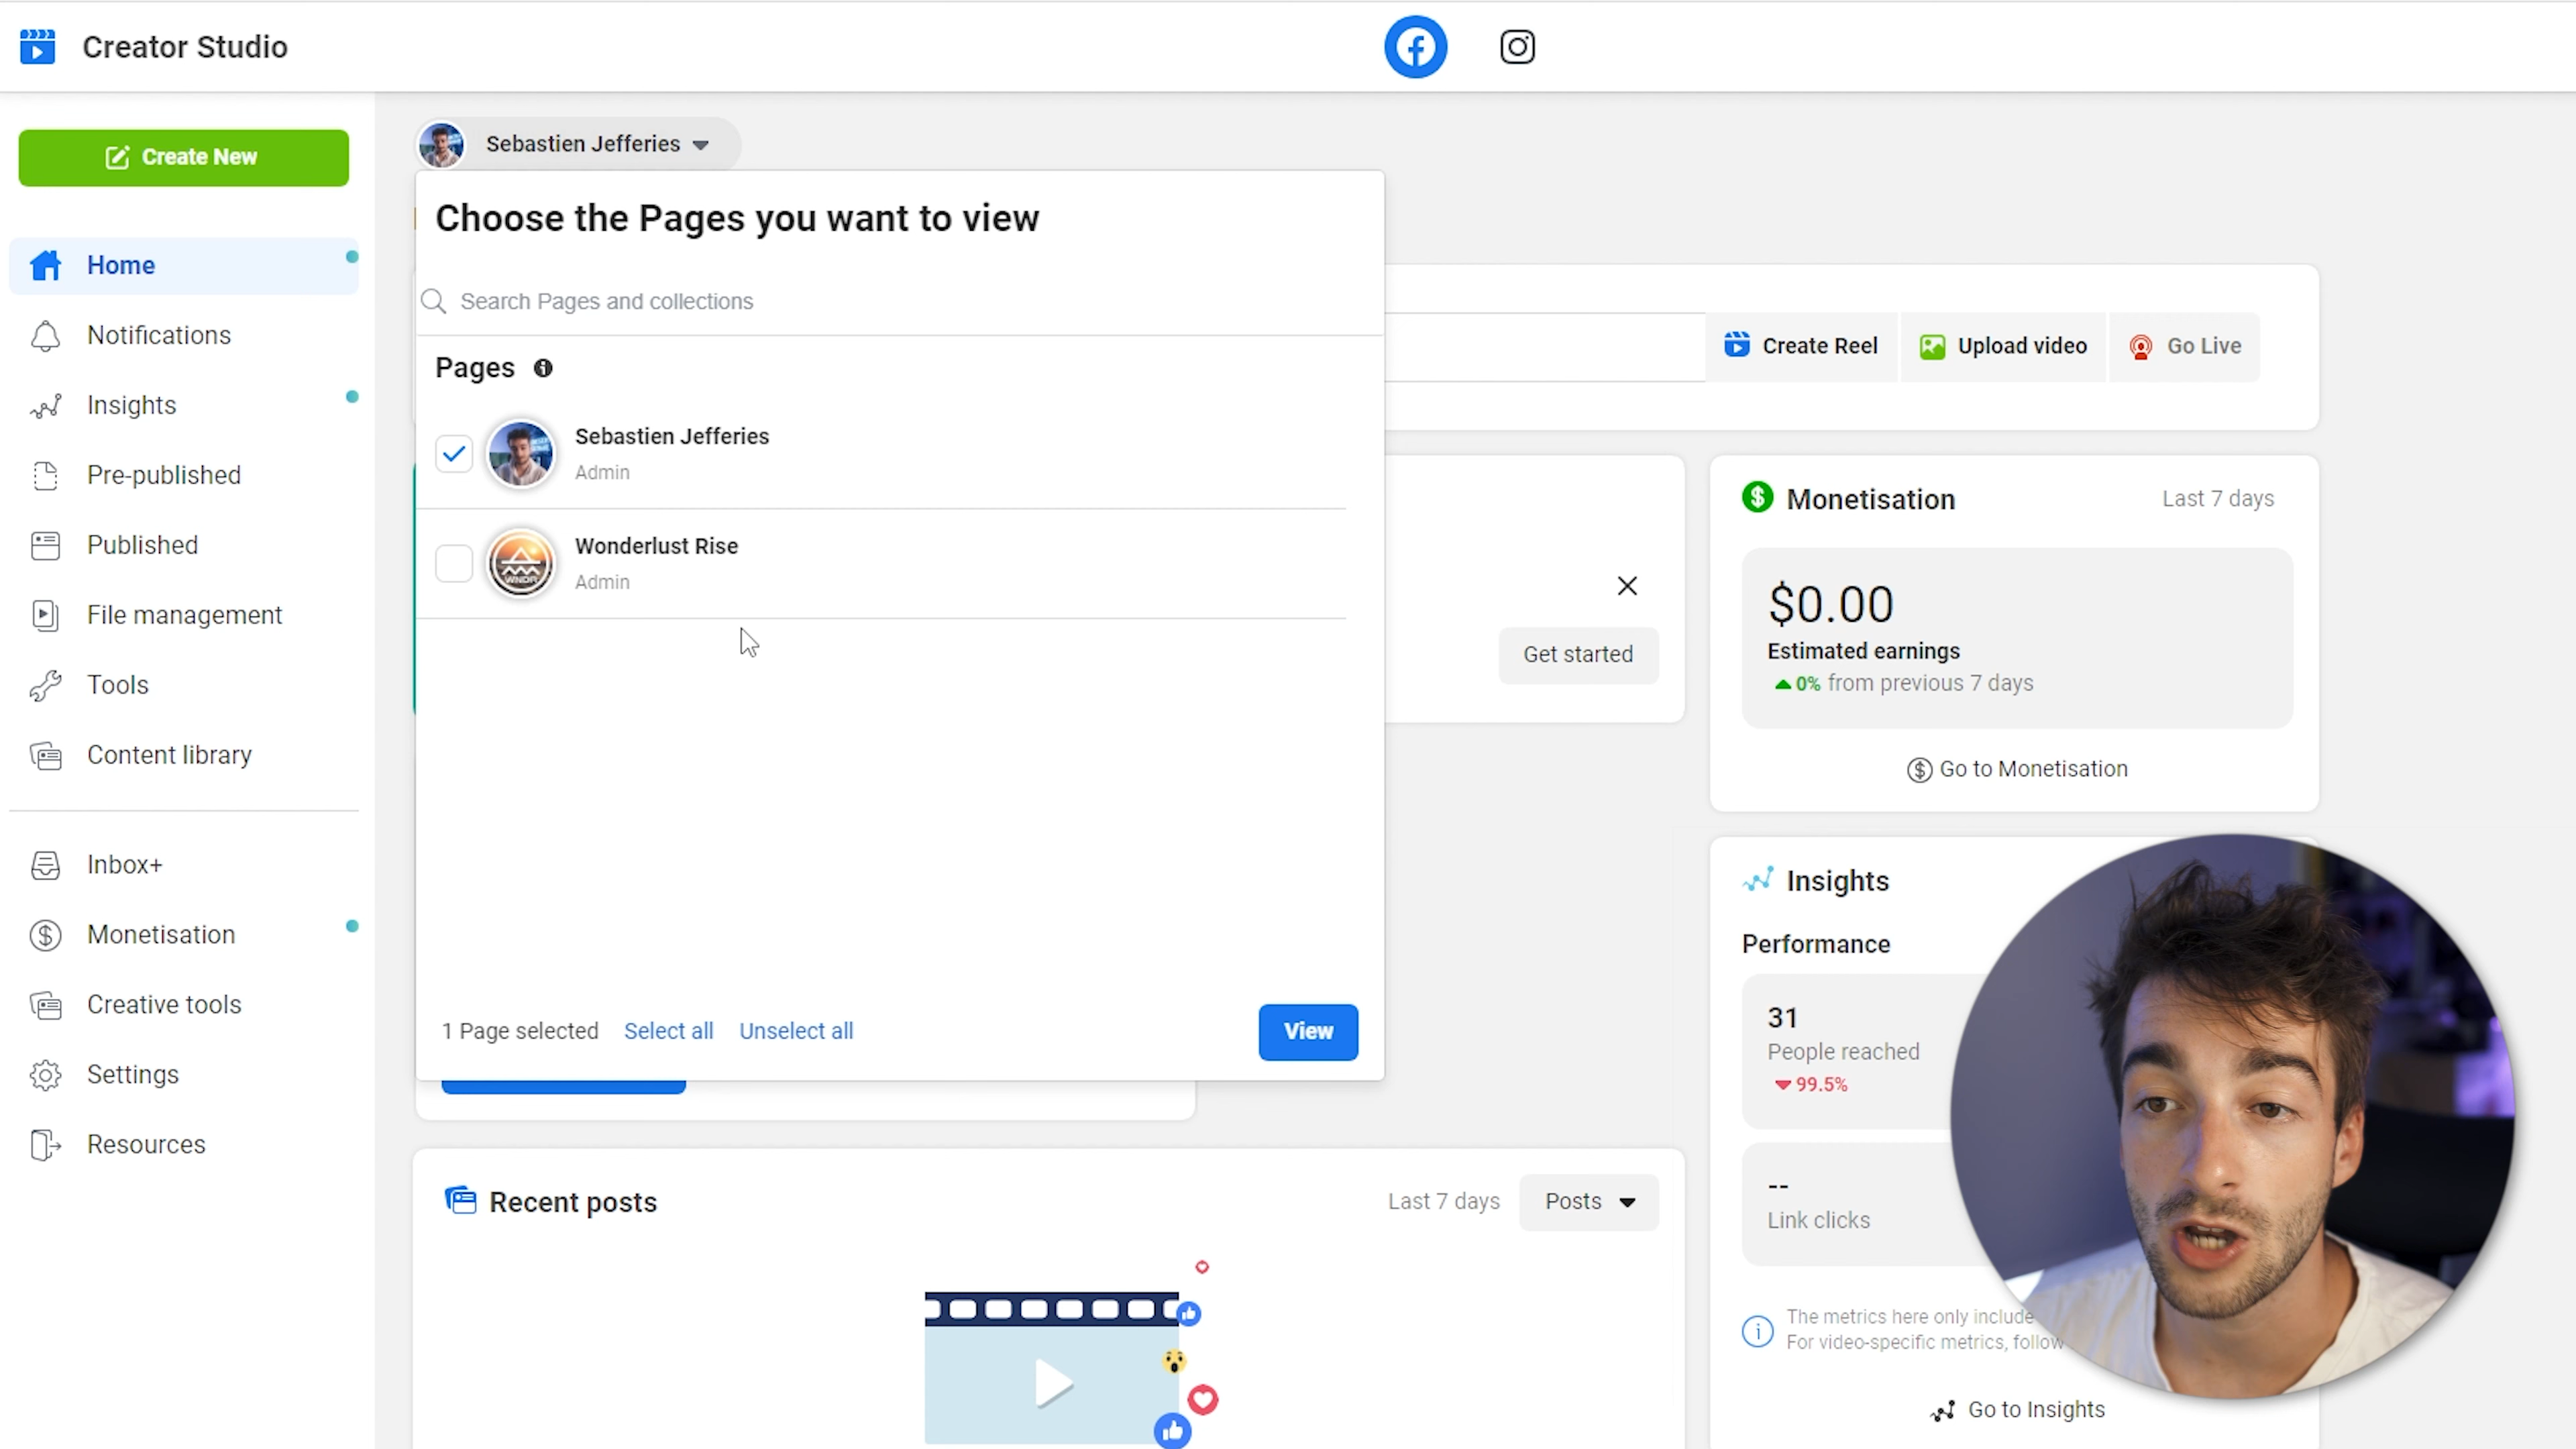 Creator Studio
Create New
Home
Notifications
Insights
Pre-published
Published
File management
Tools
Content library
Inbox+
Monetisation
Creative tools
Settings
Resources
Sebastien Jefferies
Choose the Pages you want to view
Search Pages and collections
Pages
Sebastien Jefferies
Admin
Wonderlust Rise
Admin
WNDR
1 Page selected Select all Unselect all View
Create Reel Upload video Go Live
Get started
Monetisation Last 7 days
$0.00
Estimated earnings
0% from previous 7 days
Go to Monetisation
Insights
Performance
31
People reached
99.5%
--
Link clicks
The metrics here only include
For video-specific metrics, follow
Go to Insights
Recent posts Last 7 days Posts